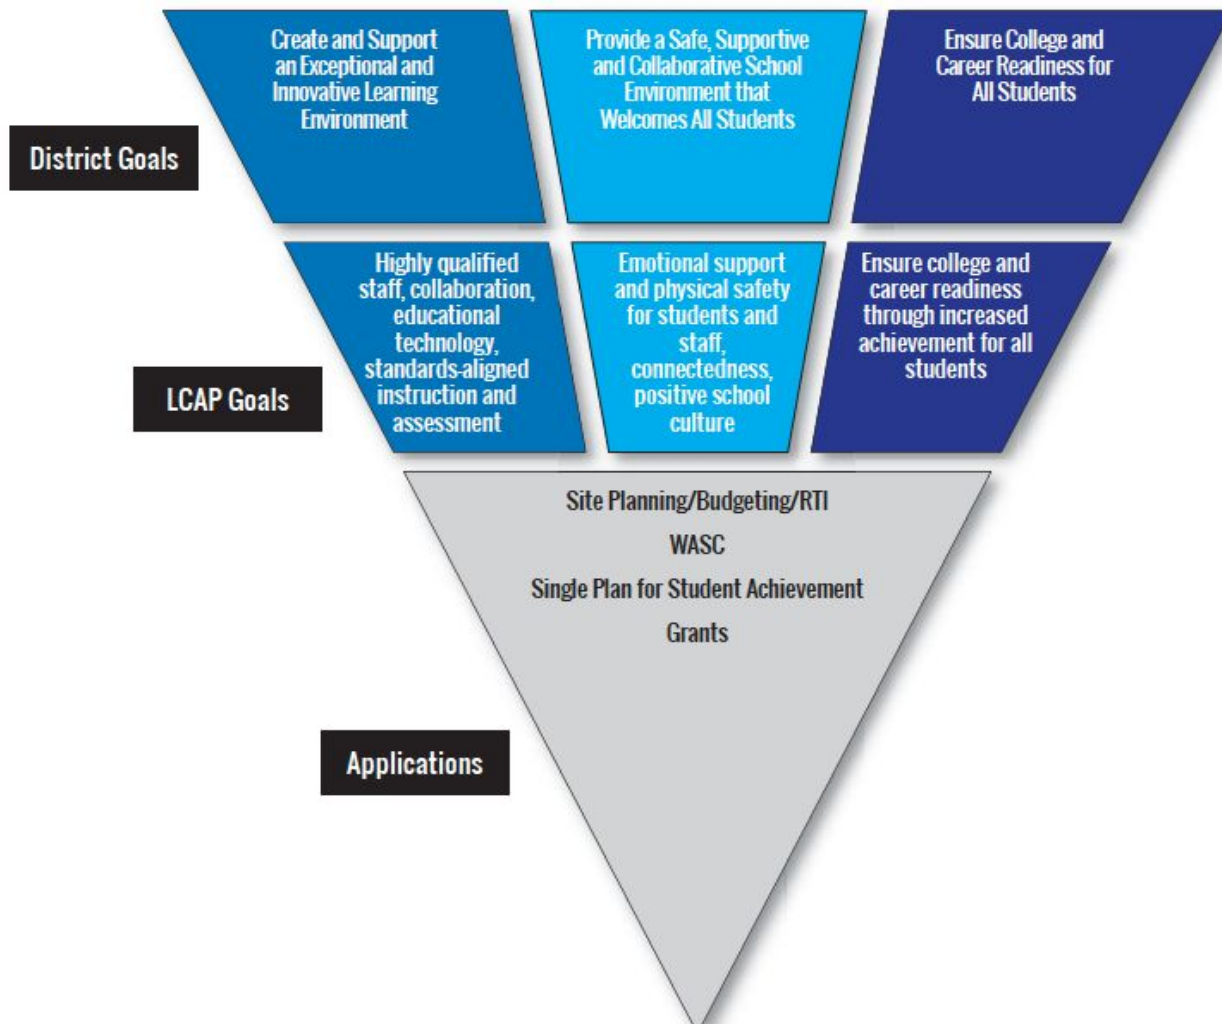 Create and Support
an Exceptional and
Innovative Learning
Environment
Provide a Safe, Supportive
and Collaborative School
Environment that
Welcomes All Students
Ensure College and
Career Readiness for
All Students
District Goals
Highly qualified
staff, collaboration,
educational
technology,
standards-aligned
instruction and
assessment
Emotional support
and physical safety
for students and
staff,
connectedness,
positive school
culture
Ensure college and
career readiness
through increased
achievement for all
students
LCAP Goals
Site Planning/Budgeting/RTI
WASC
Single Plan for Student Achievement
Grants
Applications